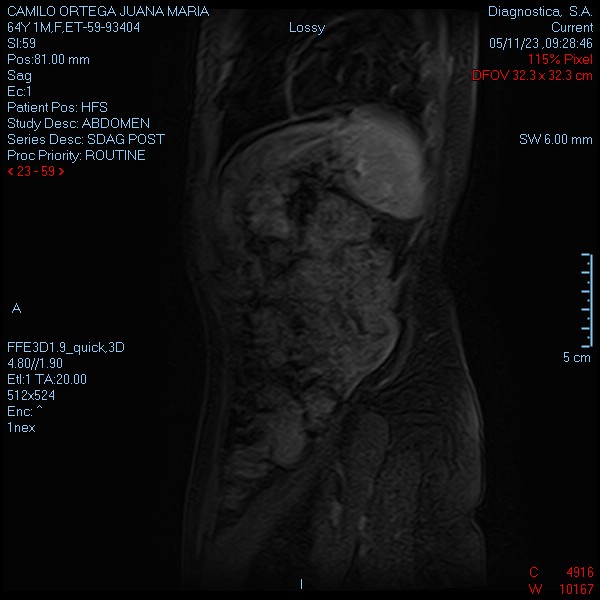 CAMILO ORTEGA JUANA MARIA
64Y 1M,F,ET-59-93404
SI:59
Pos:81.00 mm
Sag
Ec:1
Patient Pos: HFS
Study Desc: ABDOMEN
Series Desc: SDAG POST
Proc Priority: ROUTINE
< 23 - 59 >
Lossy
Diagnostica, S.A.
Current
05/11/23 ,09:28:46
115% Pixel
DFOV 32.3 x 32.3 cm
SW 6.00 mm
A
5 cm
FFE3D1.9_quick,3D
4.80//1.90
Etl:1 TA:20.00
512x524
Enc: ^
1nex
I
C 4916
W 10167